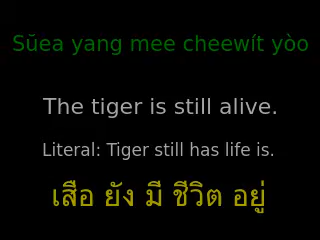 Sŭea yang mee cheewít yòo
The tiger is still alive.
Literal: Tiger still has life is.
เสือ ยัง มี ชีวิต อยู่